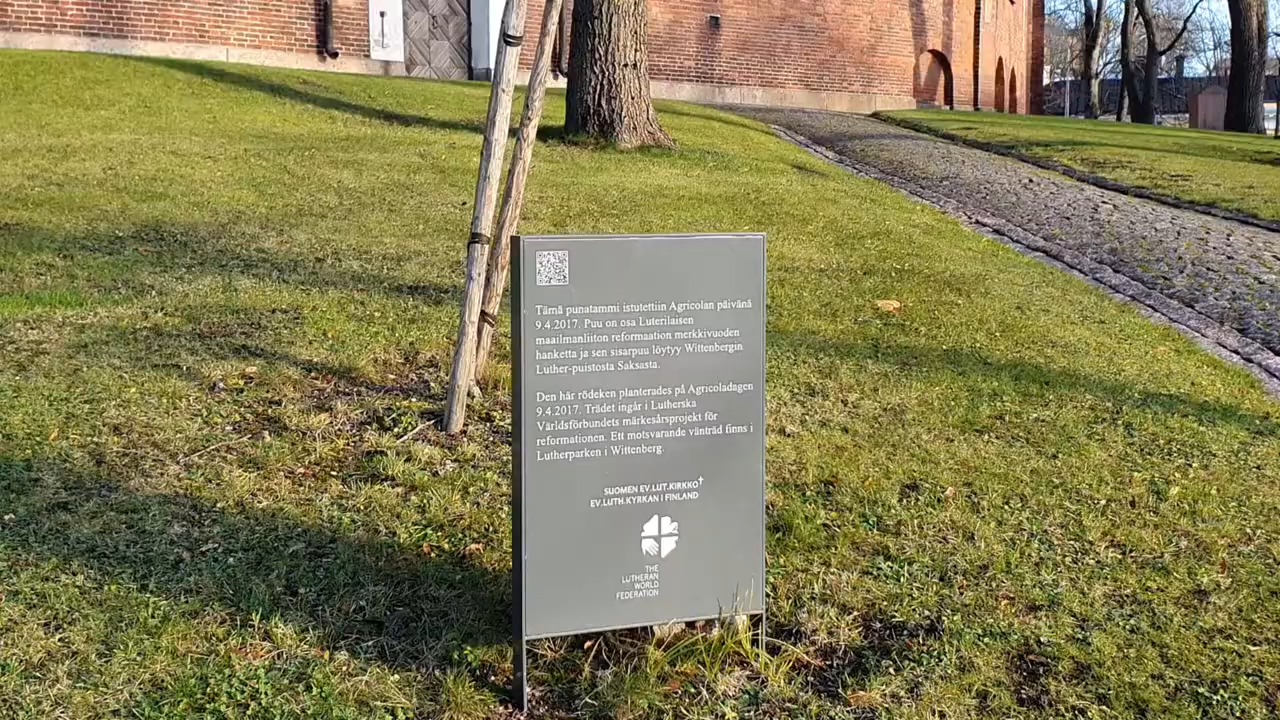 Tämä punatammi istutettiin Agricolan päivänä
9.4.2017. Puu on osa Luterilaisen
maailmanliiton reformaation merkkivuoden
hanketta ja sen sisarpuu löytyy Wittenbergin
Luther-puistosta Saksasta.
Den här rödeken planterades på Agricoladagen
9.4.2017. Trädet ingår i Lutherska
Världsförbundets märkesårsprojekt för
reformationen. Ett motsvarande vänträd finns i
Lutherparken i Wittenberg.
SUOMEN EV.LUT.KIRKKO
EV.LUTH.KYRKAN I FINLAND
THE
LUTHERAN
WORLD
FEDERATION